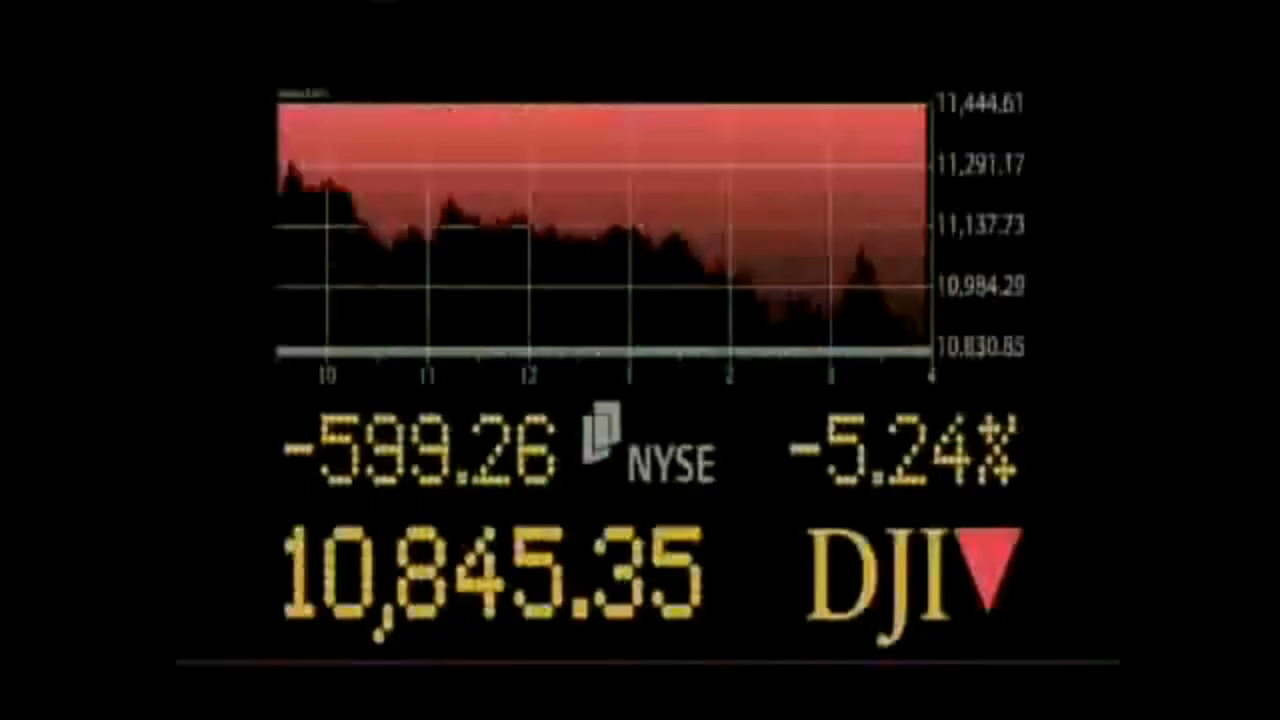 11,444.61
11,291.17
11,137.73
10,984.29
10,830.85
10 11 12 1 2 3 4
-599.26 NYSE -5.24%
10,845.35 DJI